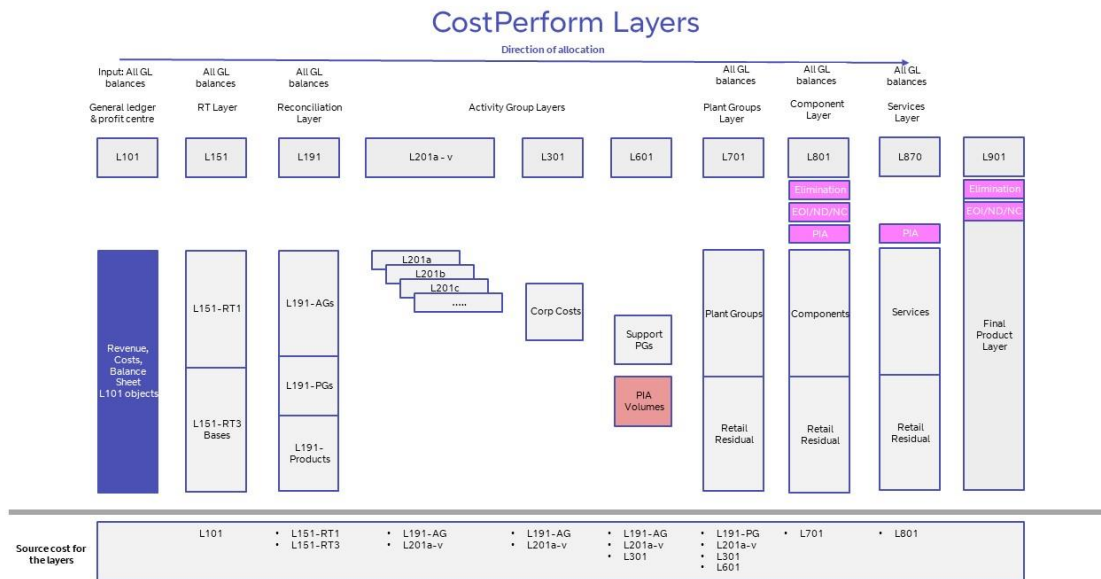 CostPerform Layers
Direction of allocation
Input: All GL
balances
All GL
balances
All GL
balances
All GL
balances
All GL
balances
All GL
balances
General ledger
& profit centre
RT Layer
Reconciliation
Layer
Activity Group Layers
Plant Groups
Layer
Component
Layer
Services
Layer
L101
L151
L191
L201a - v
L301
L601
L701
L801
L870
L901
Elimination
EOI/ND/NC
PIA
PIA
Elimination
EOI/ND/NC
Revenue,
Costs,
Balance
Sheet
L101 objects
L151-RT1
L151-RT3
Bases
L191-AGs
L191-PGs
L191-
Products
L201a
L201b
L201c
.....
Corp Costs
Support
PGs
PIA
Volumes
Plant Groups
Retail
Residual
Components
Retail
Residual
Services
Retail
Residual
Final
Product
Layer
Source cost for
the layers
L101
• L151-RT1
• L151-RT3
• L191-AG
• L201a-v
• L191-AG
• L201a-v
• L191-AG
• L201a-v
• L301
• L191-PG
• L201a-v
• L301
• L601
• L701
• L801